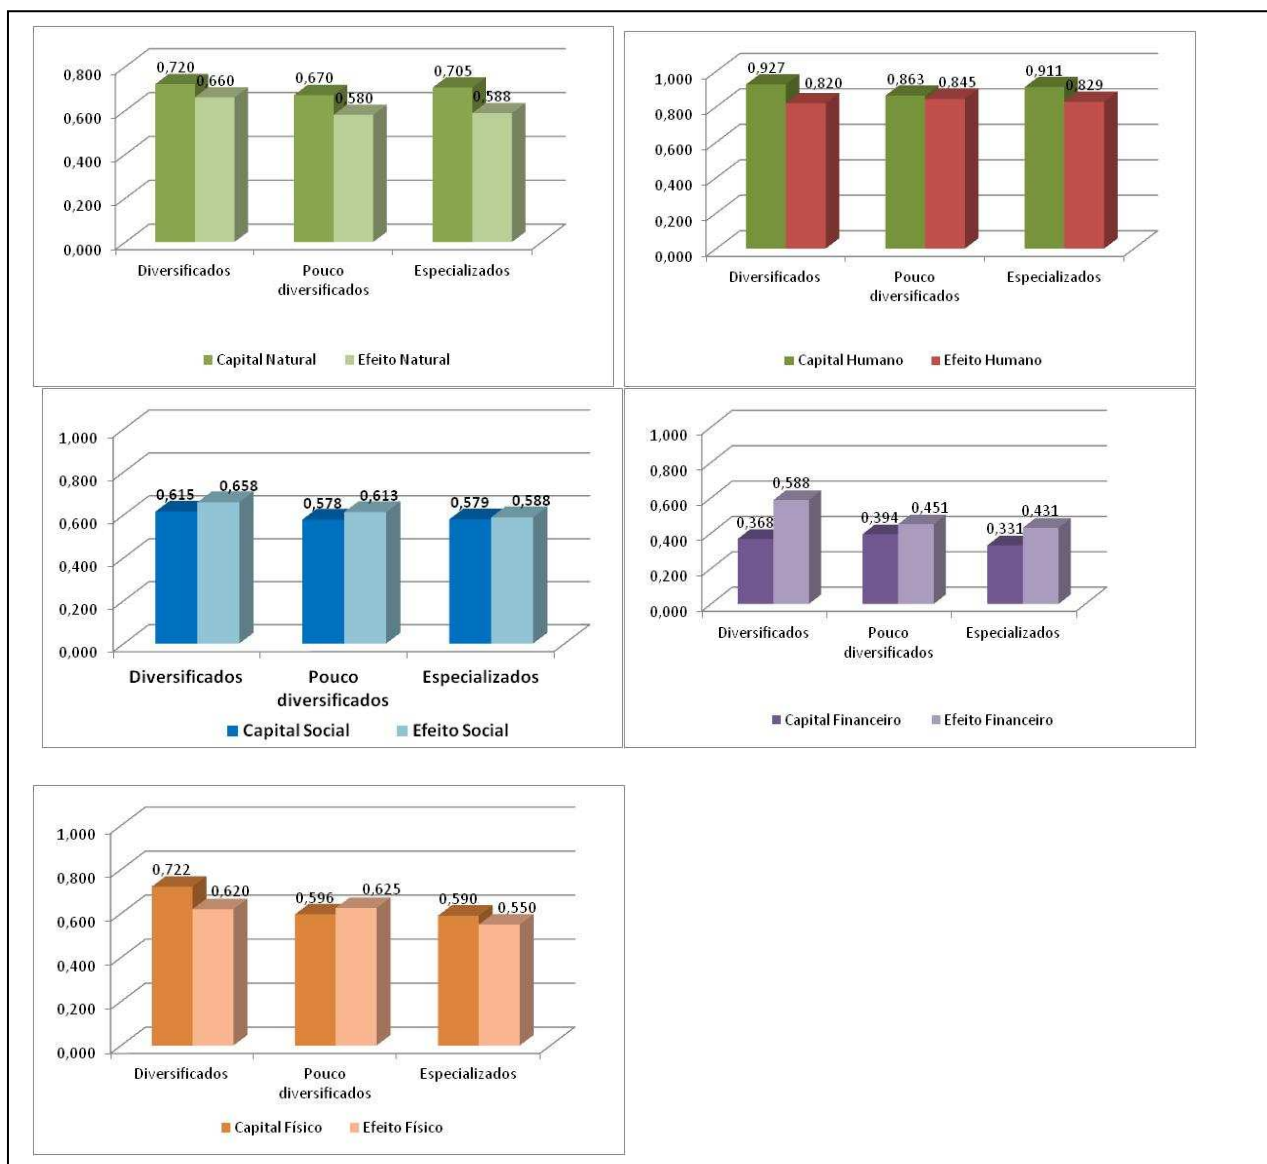 0,800
0,600
0,400
0,200
0,000
0,720
0,660
0,670
0,580
0,705
0,588
Diversificados
Pouco
diversificados
Especializados
Capital Natural
Efeito Natural
1,000
0,800
0,600
0,400
0,200
0,000
0,927
0,820
0,863
0,845
0,911
0,829
Diversificados
Pouco
diversificados
Especializados
Capital Humano
Efeito Humano
1,000
0,800
0,600
0,400
0,200
0,000
0,615
0,658
0,578
0,613
0,579
0,588
Diversificados
Pouco
diversificados
Especializados
Capital Social
Efeito Social
1,000
0,800
0,600
0,400
0,200
0,000
0,368
0,588
0,394
0,451
0,331
0,431
Diversificados
Pouco
diversificados
Especializados
Capital Financeiro
Efeito Financeiro
1,000
0,800
0,600
0,400
0,200
0,000
0,722
0,620
0,596
0,625
0,590
0,550
Diversificados
Pouco
diversificados
Especializados
Capital Físico
Efeito Físico